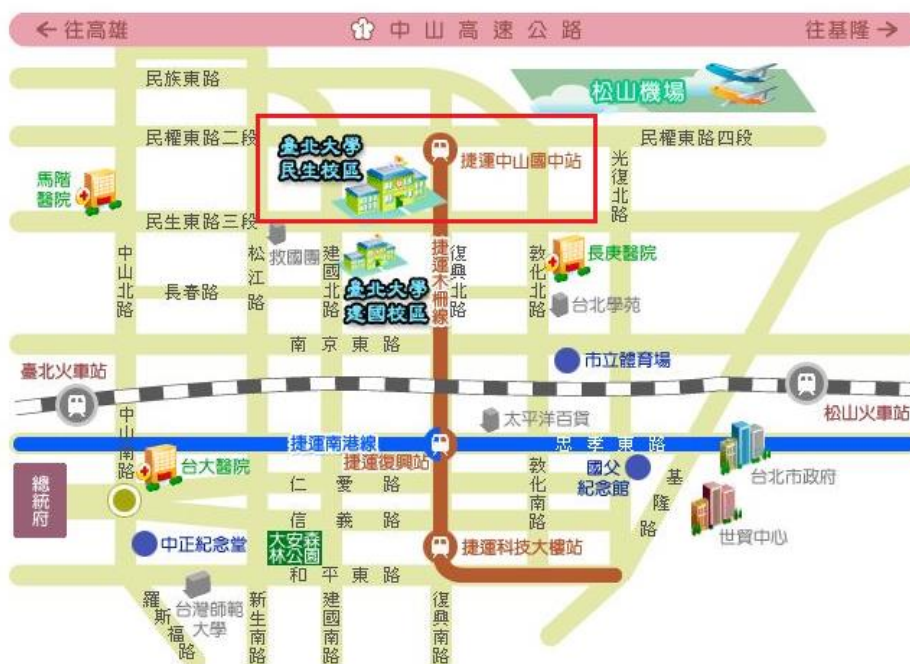 ←往高雄
1 中山高速公路
往基隆→
民族東路
松山機場
民權東路二段
臺北大學
民生校區
捷運中山國中站
民權東路四段
光復北路
馬階
醫院
民生東路三段
中山北路
松江路
救國團
建國北路
捷運木柵線
復興北路
敦化北路
長庚醫院
長春路
臺北大學
建國校區
台北學苑
南京東路
市立體育場
臺北火車站
松山火車站
中山南路
太平洋百貨
捷運南港線
忠孝東路
捷運復興站
台大醫院
國父
紀念館
台北市政府
總統府
仁愛路
敦化南路
基隆路
信義路
世貿中心
中正紀念堂
大安森
林公園
捷運科技大樓站
和平東路
羅斯福路
台灣師範
大學
新生南路
建國南路
復興南路